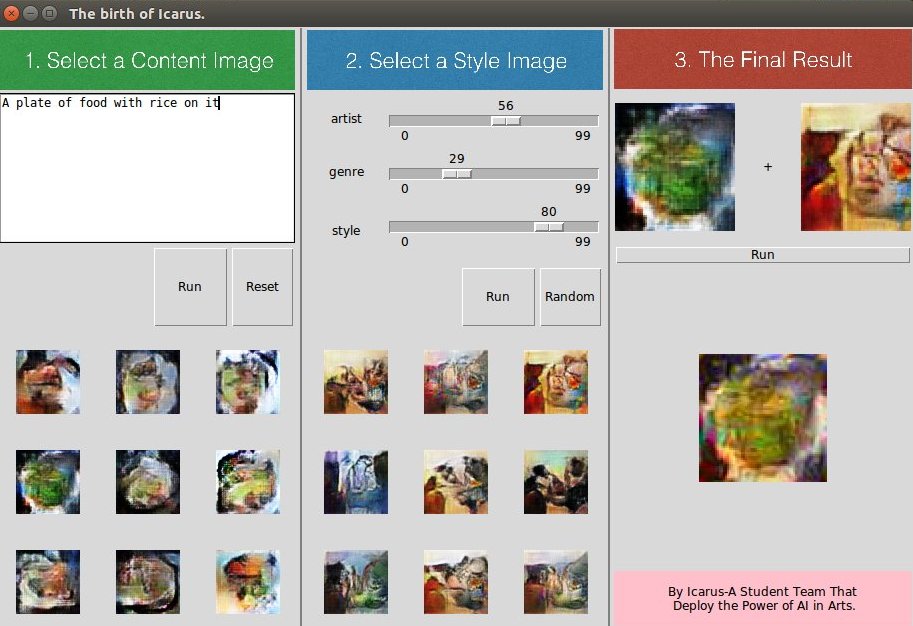 The birth of Icarus.
1. Select a Content Image
A plate of food with rice on it
Run
Reset
2. Select a Style Image
artist
56
0
99
genre
29
0
99
style
80
0
99
Run
Random
3. The Final Result
+
Run
By Icarus-A Student Team That
Deploy the Power of AI in Arts.